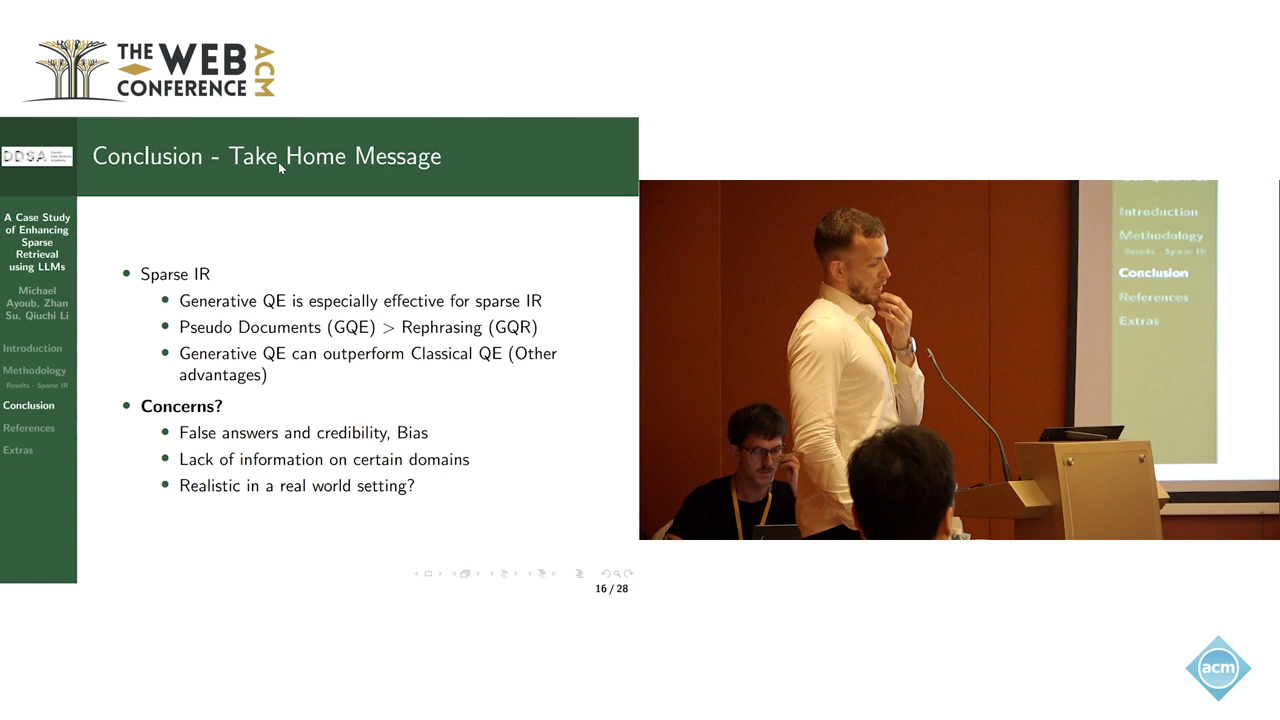 THE WEB
CONFERENCE
ACM
DDSA
Conclusion - Take Home Message
A Case Study
of Enhancing
Sparse
Retrieval
using LLMs
Michael
Ayoub, Zhan
Su, Qiuchi Li
Introduction
Methodology
Results - Sparse IR
Conclusion
References
Extras
• Sparse IR
• Generative QE is especially effective for sparse IR
• Pseudo Documents (GQE) > Rephrasing (GQR)
• Generative QE can outperform Classical QE (Other
advantages)
• Concerns?
• False answers and credibility, Bias
• Lack of information on certain domains
• Realistic in a real world setting?
16 / 28
Introduction
Methodology
Results - Sparse IR
Conclusion
References
Extras
acm